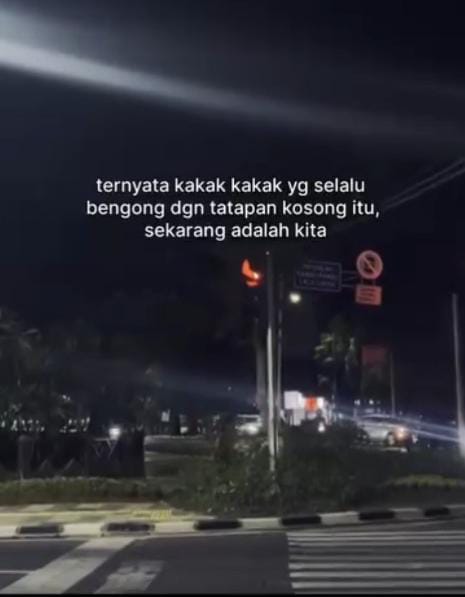 ternyata kakak kakak yg selalu
bengong dgn tatapan kosong itu,
sekarang adalah kita